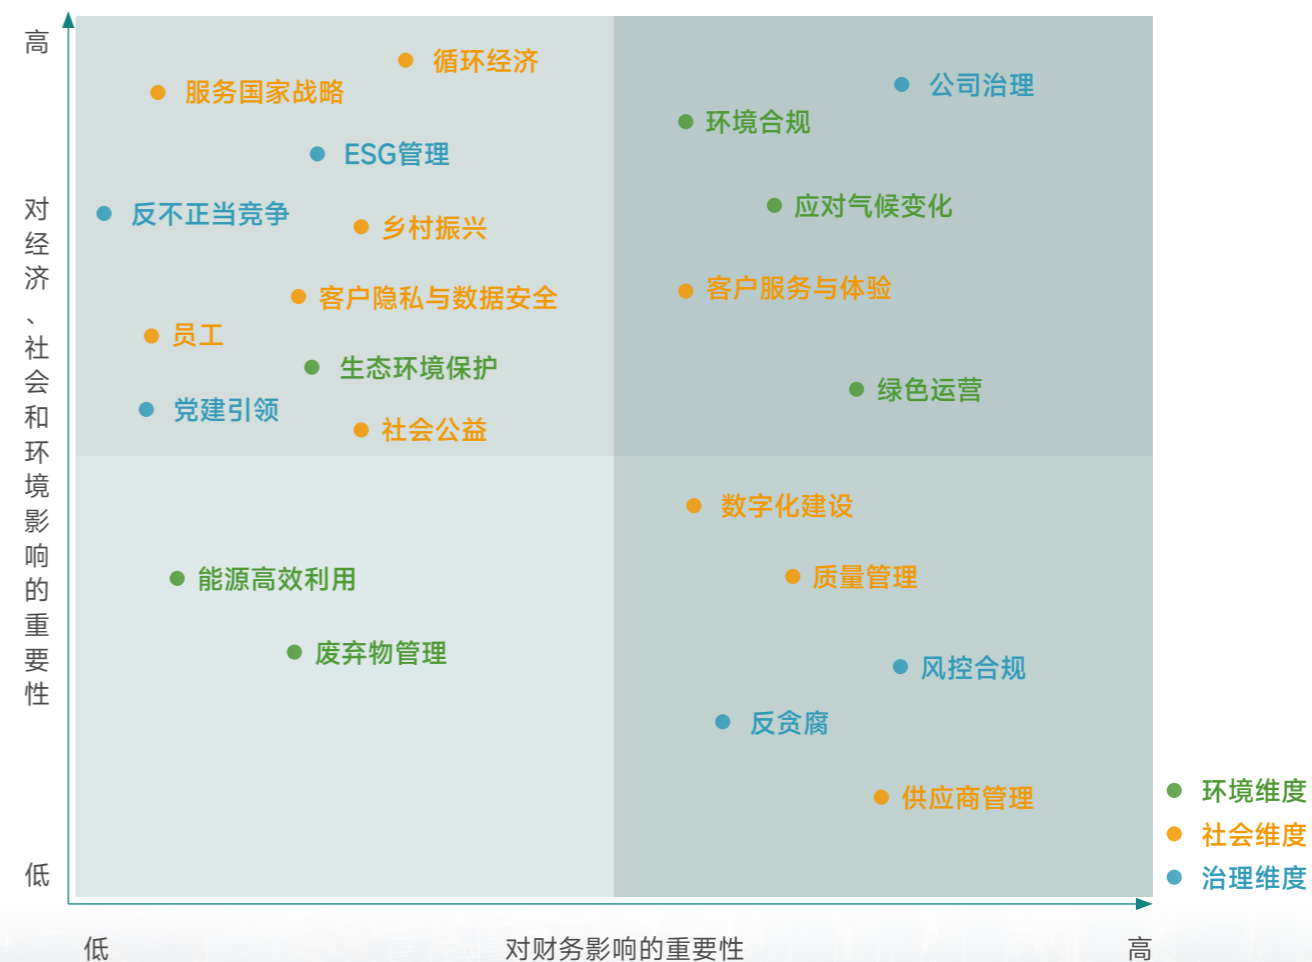 高
对经济、社会和环境影响的重要性
低
循环经济
服务国家战略
ESG管理
反不正当竞争
乡村振兴
客户隐私与数据安全
员工
生态环境保护
党建引领
社会公益
公司治理
环境合规
应对气候变化
客户服务与体验
绿色运营
能源高效利用
废弃物管理
数字化建设
质量管理
风控合规
反贪腐
供应商管理
环境维度
社会维度
治理维度
低
对财务影响的重要性
高